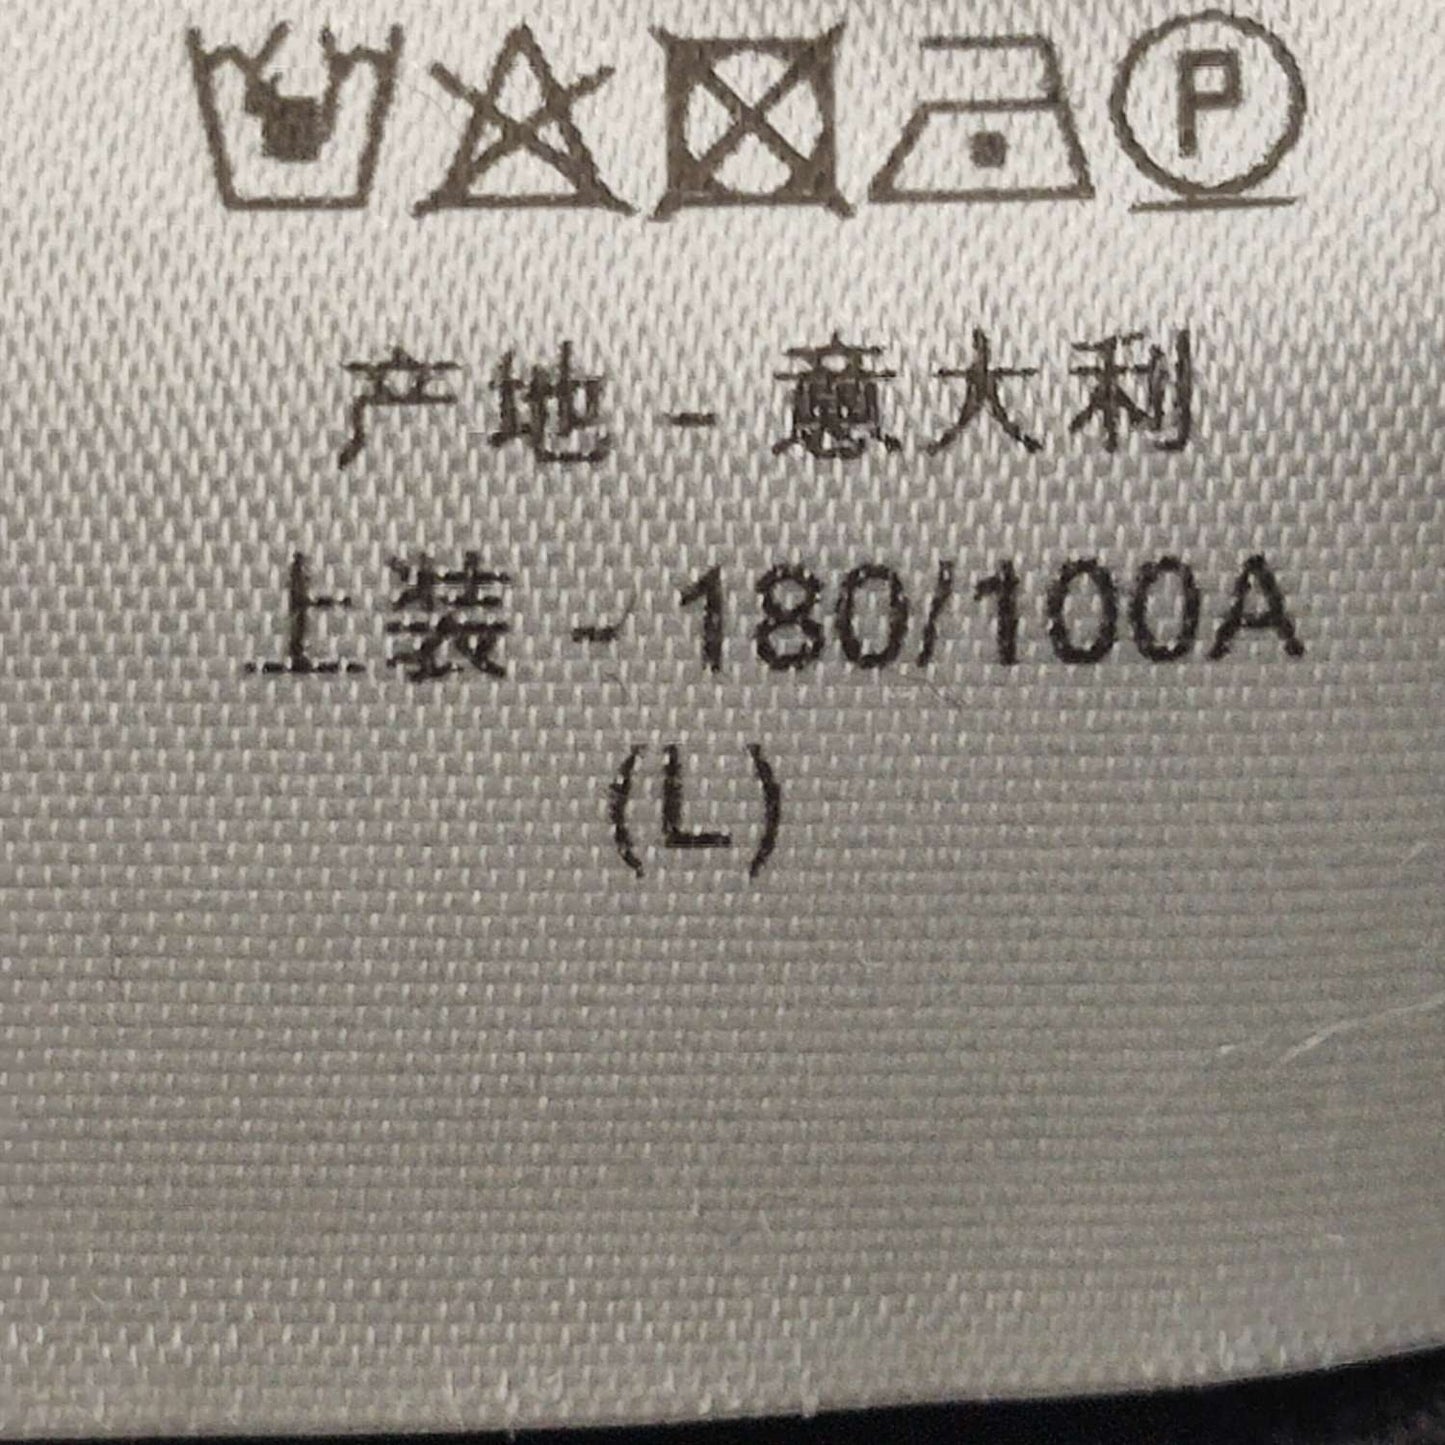 P
产地 - 意大利
上装 - 180/100A
(L)